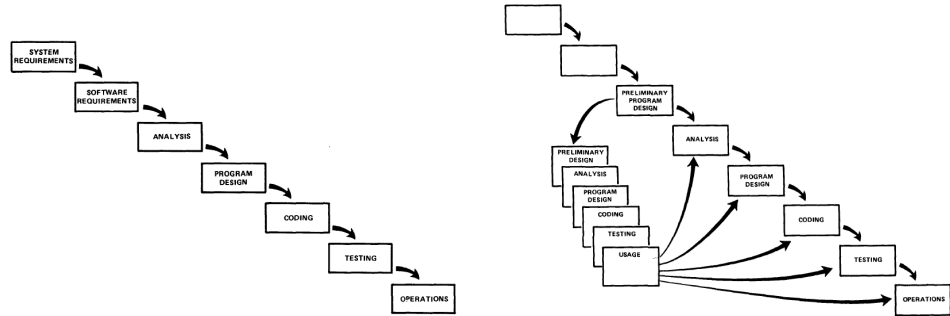 SYSTEM
REQUIREMENTS
SOFTWARE
REQUIREMENTS
ANALYSIS
PROGRAM
DESIGN
CODING
TESTING
OPERATIONS
PRELIMINARY
PROGRAM
DESIGN
ANALYSIS
PROGRAM
DESIGN
CODING
TESTING
OPERATIONS
PRELIMINARY
DESIGN
ANALYSIS
PROGRAM
DESIGN
CODING
TESTING
USAGE